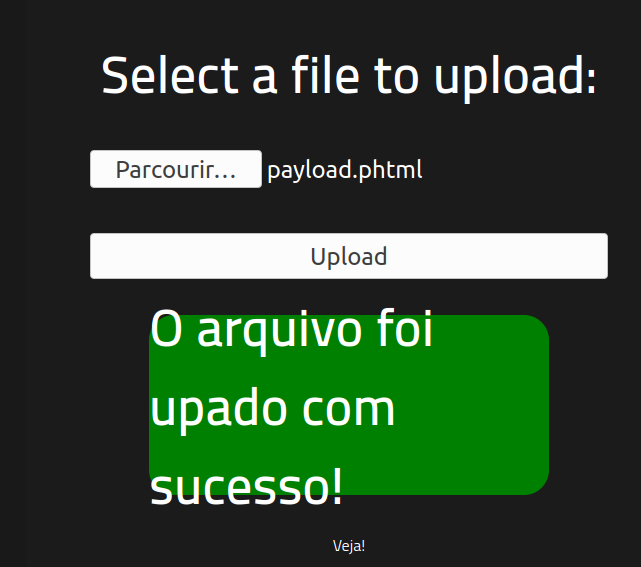 Select a file to upload:
Parcourir... payload.phtml
Upload
O arquivo foi
upado com
sucesso!
Veja!